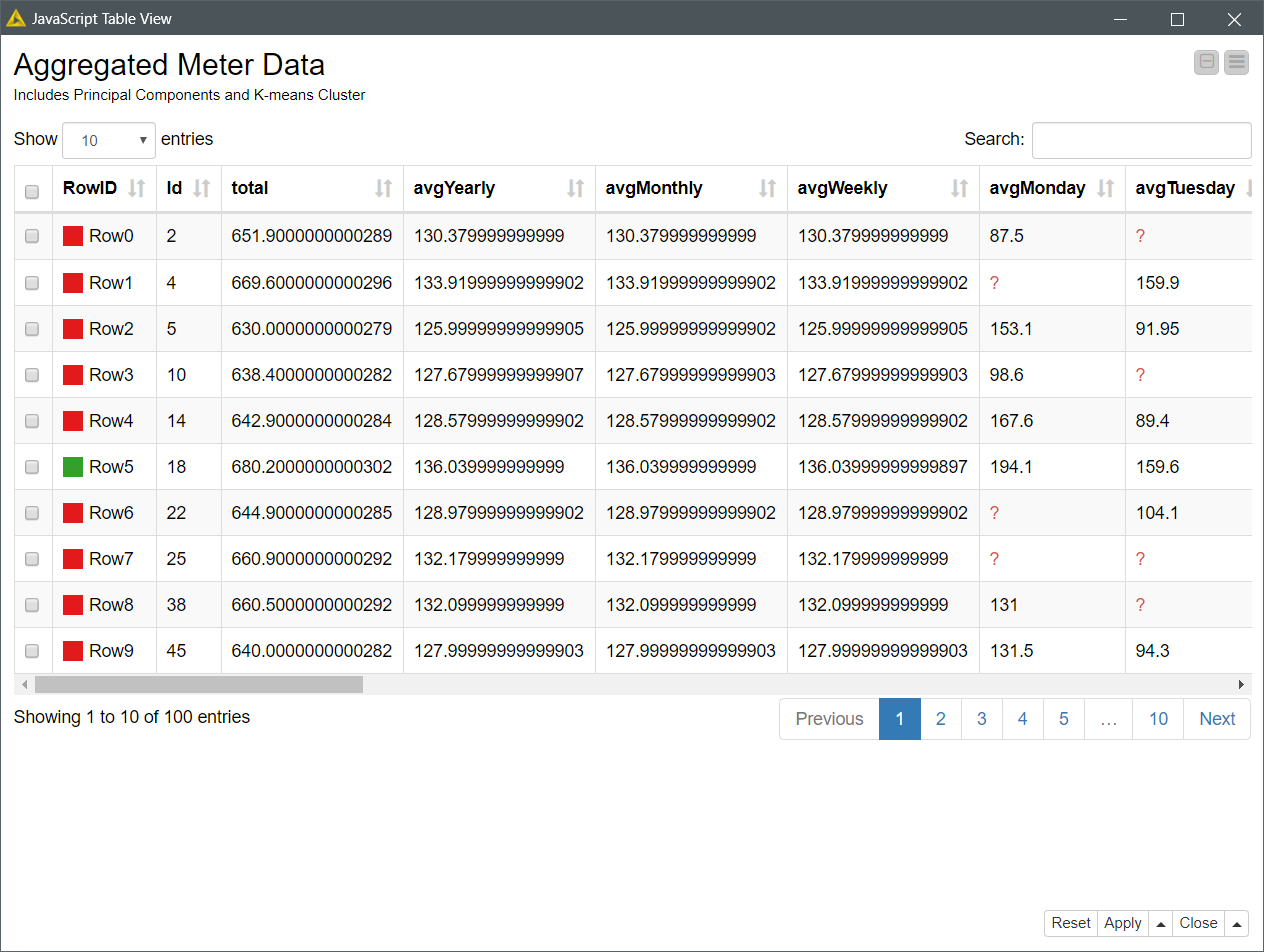 JavaScript Table View
Aggregated Meter Data
Includes Principal Components and K-means Cluster
Show 10 entries Search:
RowID Id total avgYearly avgMonthly avgWeekly avgMonday avgTuesday
Row0 2 651.9000000000289 130.379999999999 130.379999999999 130.379999999999 87.5 ?
Row1 4 669.6000000000296 133.91999999999902 133.91999999999902 133.91999999999902 ? 159.9
Row2 5 630.0000000000279 125.99999999999905 125.99999999999902 125.99999999999905 153.1 91.95
Row3 10 638.4000000000282 127.67999999999907 127.67999999999903 127.67999999999903 98.6 ?
Row4 14 642.9000000000284 128.57999999999902 128.57999999999902 128.57999999999902 167.6 89.4
Row5 18 680.2000000000302 136.039999999999 136.039999999999 136.03999999999897 194.1 159.6
Row6 22 644.9000000000285 128.97999999999902 128.97999999999902 128.97999999999902 ? 104.1
Row7 25 660.9000000000292 132.179999999999 132.179999999999 132.179999999999 ? ?
Row8 38 660.5000000000292 132.099999999999 132.099999999999 132.099999999999 131 ?
Row9 45 640.0000000000282 127.99999999999903 127.99999999999903 127.99999999999903 131.5 94.3
Showing 1 to 10 of 100 entries Previous 1 2 3 4 5 … 10 Next
Reset Apply Close